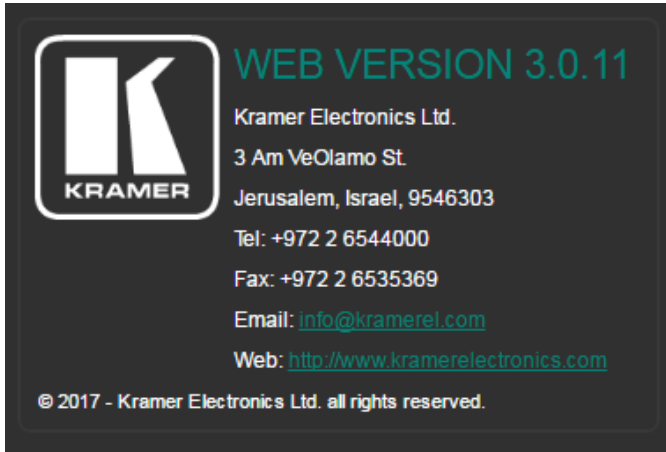 KRAMER
WEB VERSION 3.0.11
Kramer Electronics Ltd.
3 Am VeOlamo St.
Jerusalem, Israel, 9546303
Tel: +972 2 6544000
Fax: +972 2 6535369
Email: info@kramerel.com
Web: http://www.kramerelectronics.com
© 2017 - Kramer Electronics Ltd. all rights reserved.